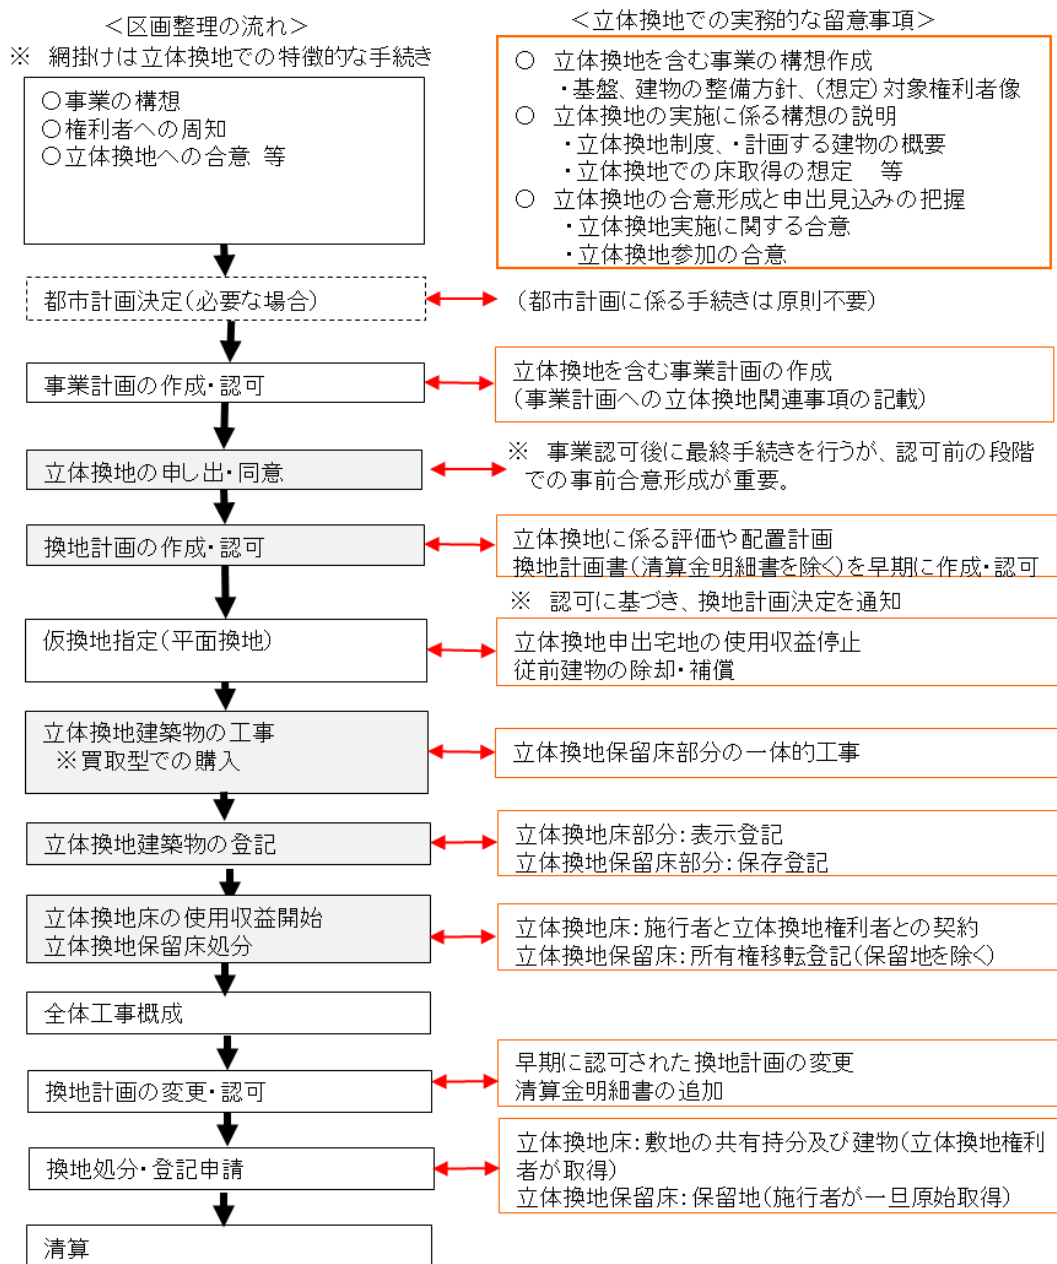 ＜区画整理の流れ＞
※ 網掛けは立体換地での特徴的な手続き
○事業の構想
○権利者への周知
○立体換地への合意 等
＜立体換地での実務的な留意事項＞
○ 立体換地を含む事業の構想作成
・基盤、建物の整備方針、（想定）対象権利者像
○ 立体換地の実施に係る構想の説明
・立体換地制度、・計画する建物の概要
・立体換地での床取得の想定 等
○ 立体換地の合意形成と申出見込みの把握
・立体換地実施に関する合意
・立体換地参加の合意
都市計画決定（必要な場合）
（都市計画に係る手続きは原則不要）
事業計画の作成・認可
立体換地を含む事業計画の作成
（事業計画への立体換地関連事項の記載）
立体換地の申し出・同意
※ 事業認可後に最終手続きを行うが、認可前の段階
での事前合意形成が重要。
換地計画の作成・認可
立体換地に係る評価や配置計画
換地計画書（清算金明細書を除く）を早期に作成・認可
※ 認可に基づき、換地計画決定を通知
仮換地指定（平面換地）
立体換地申出宅地の使用収益停止
従前建物の除却・補償
立体換地建築物の工事
※買取型での購入
立体換地保留床部分の一体的工事
立体換地建築物の登記
立体換地床部分：表示登記
立体換地保留床部分：保存登記
立体換地床の使用収益開始
立体換地保留床処分
立体換地床：施行者と立体換地権利者との契約
立体換地保留床：所有権移転登記（保留地を除く）
全体工事概成
換地計画の変更・認可
早期に認可された換地計画の変更
清算金明細書の追加
換地処分・登記申請
立体換地床：敷地の共有持分及び建物（立体換地権利
者が取得）
立体換地保留床：保留地（施行者が一旦原始取得）
清算